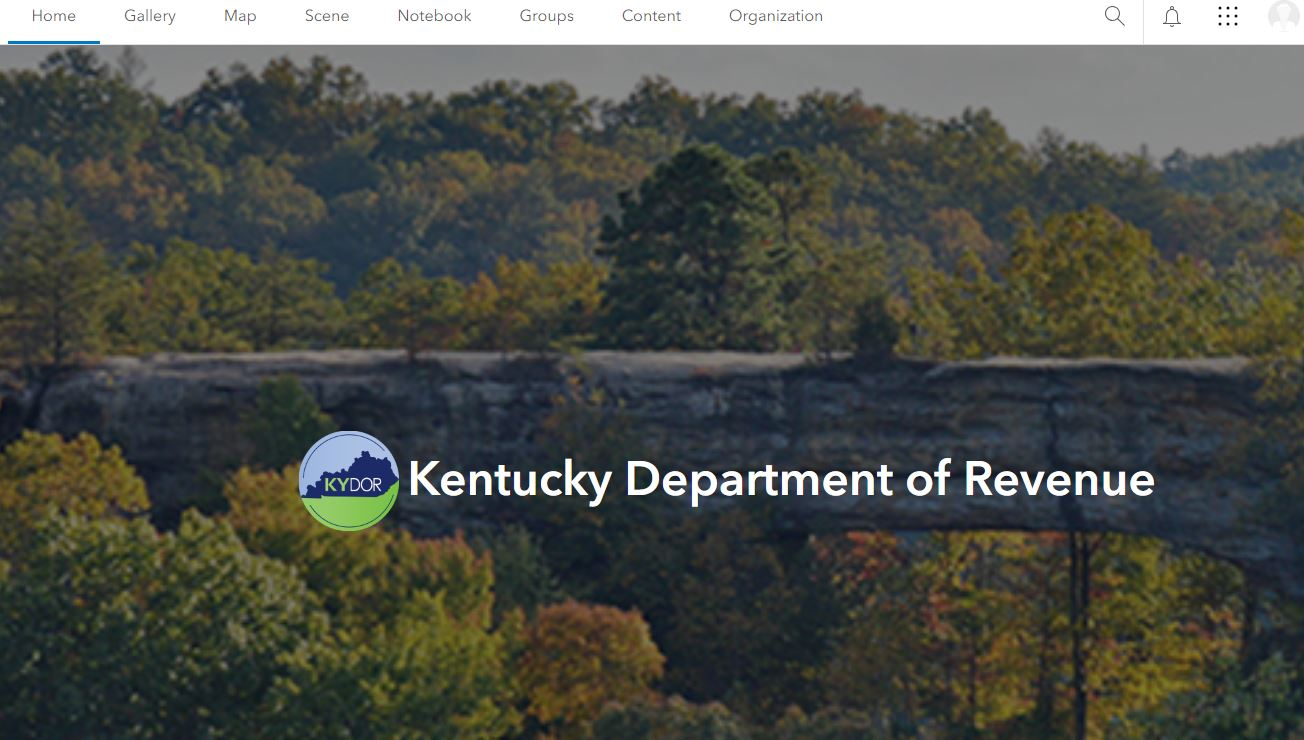 Home Gallery Map Scene Notebook Groups Content Organization
KYDOR
Kentucky Department of Revenue